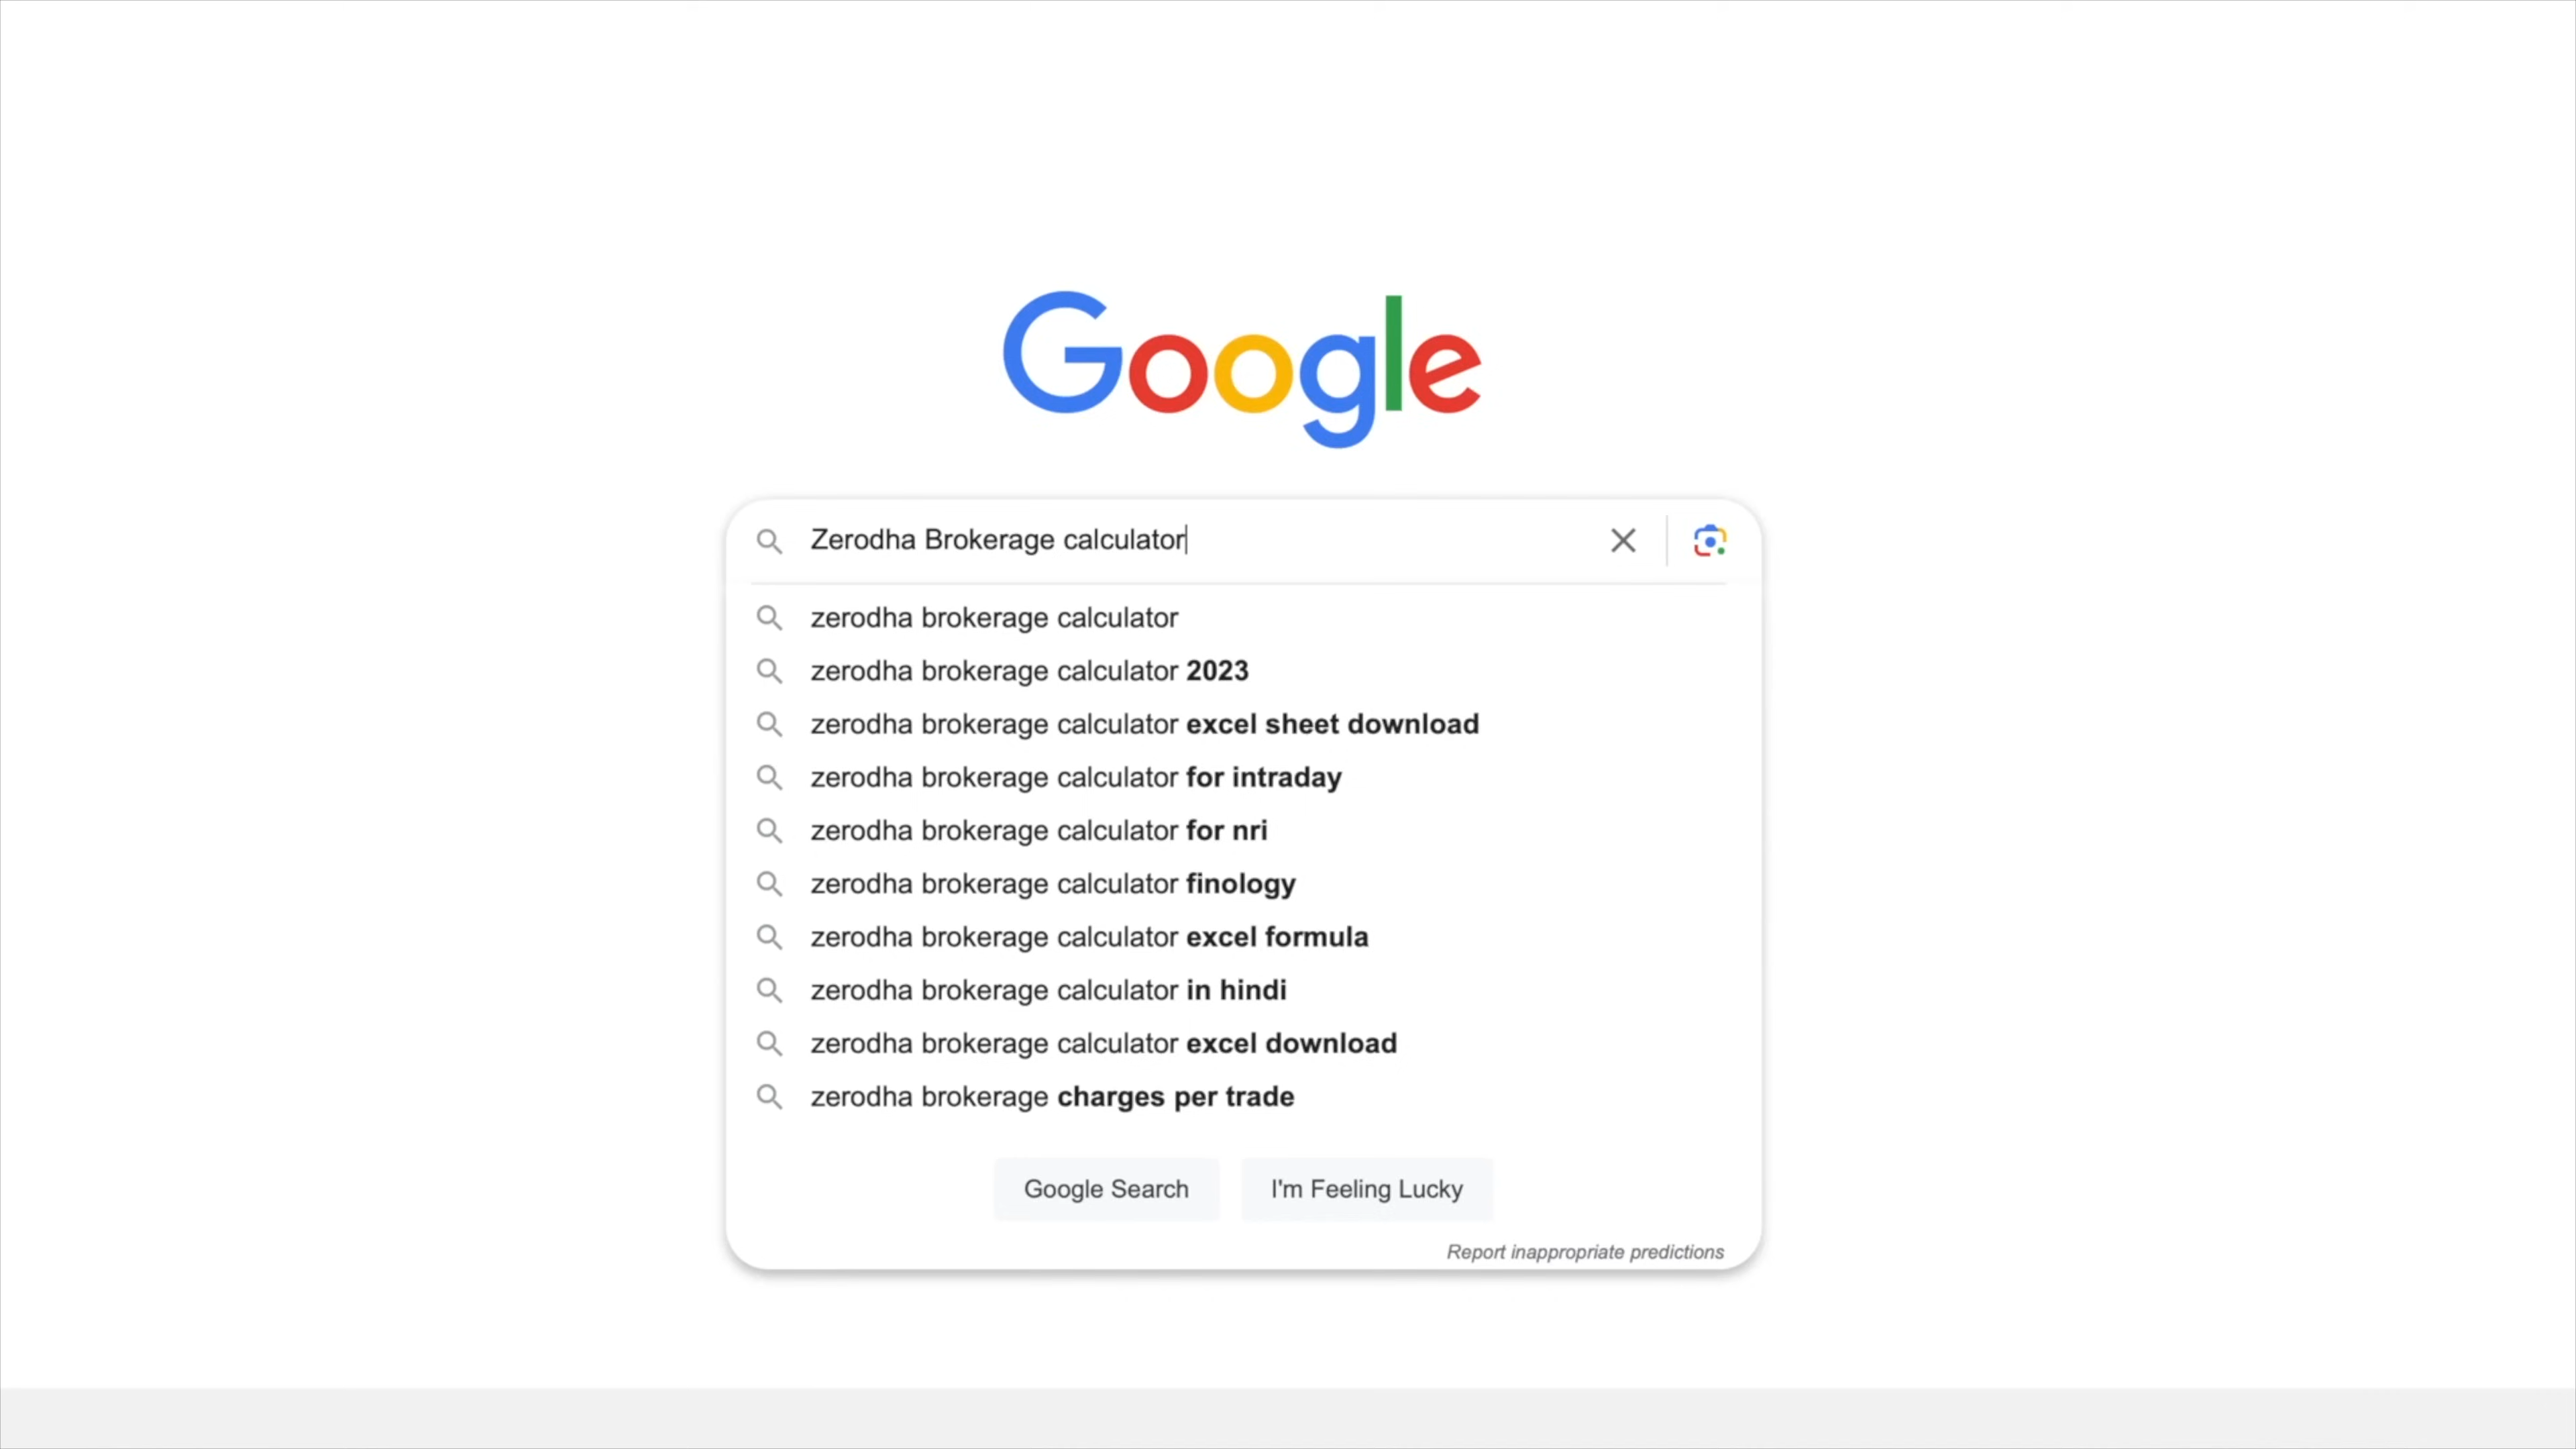 Google
Zerodha Brokerage calculator
zerodha brokerage calculator
zerodha brokerage calculator 2023
zerodha brokerage calculator excel sheet download
zerodha brokerage calculator for intraday
zerodha brokerage calculator for nri
zerodha brokerage calculator finology
zerodha brokerage calculator excel formula
zerodha brokerage calculator in hindi
zerodha brokerage calculator excel download
zerodha brokerage charges per trade
Google Search I'm Feeling Lucky
Report inappropriate predictions